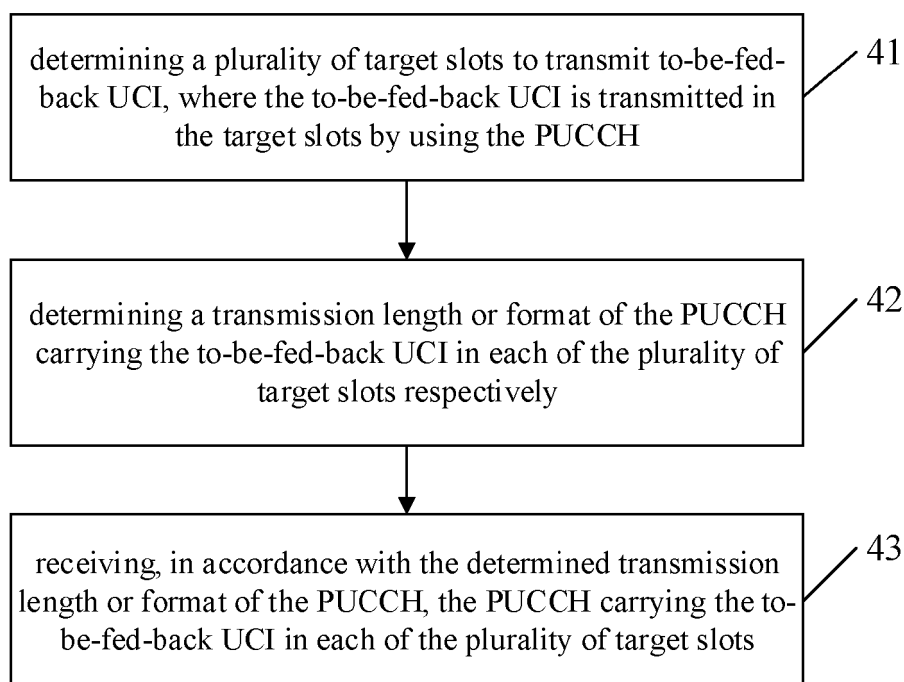 determining a plurality of target slots to transmit to-be-fed-
back UCI, where the to-be-fed-back UCI is transmitted in
the target slots by using the PUCCH
41
determining a transmission length or format of the PUCCH
carrying the to-be-fed-back UCI in each of the plurality of
target slots respectively
42
receiving, in accordance with the determined transmission
length or format of the PUCCH, the PUCCH carrying the to-
be-fed-back UCI in each of the plurality of target slots
43